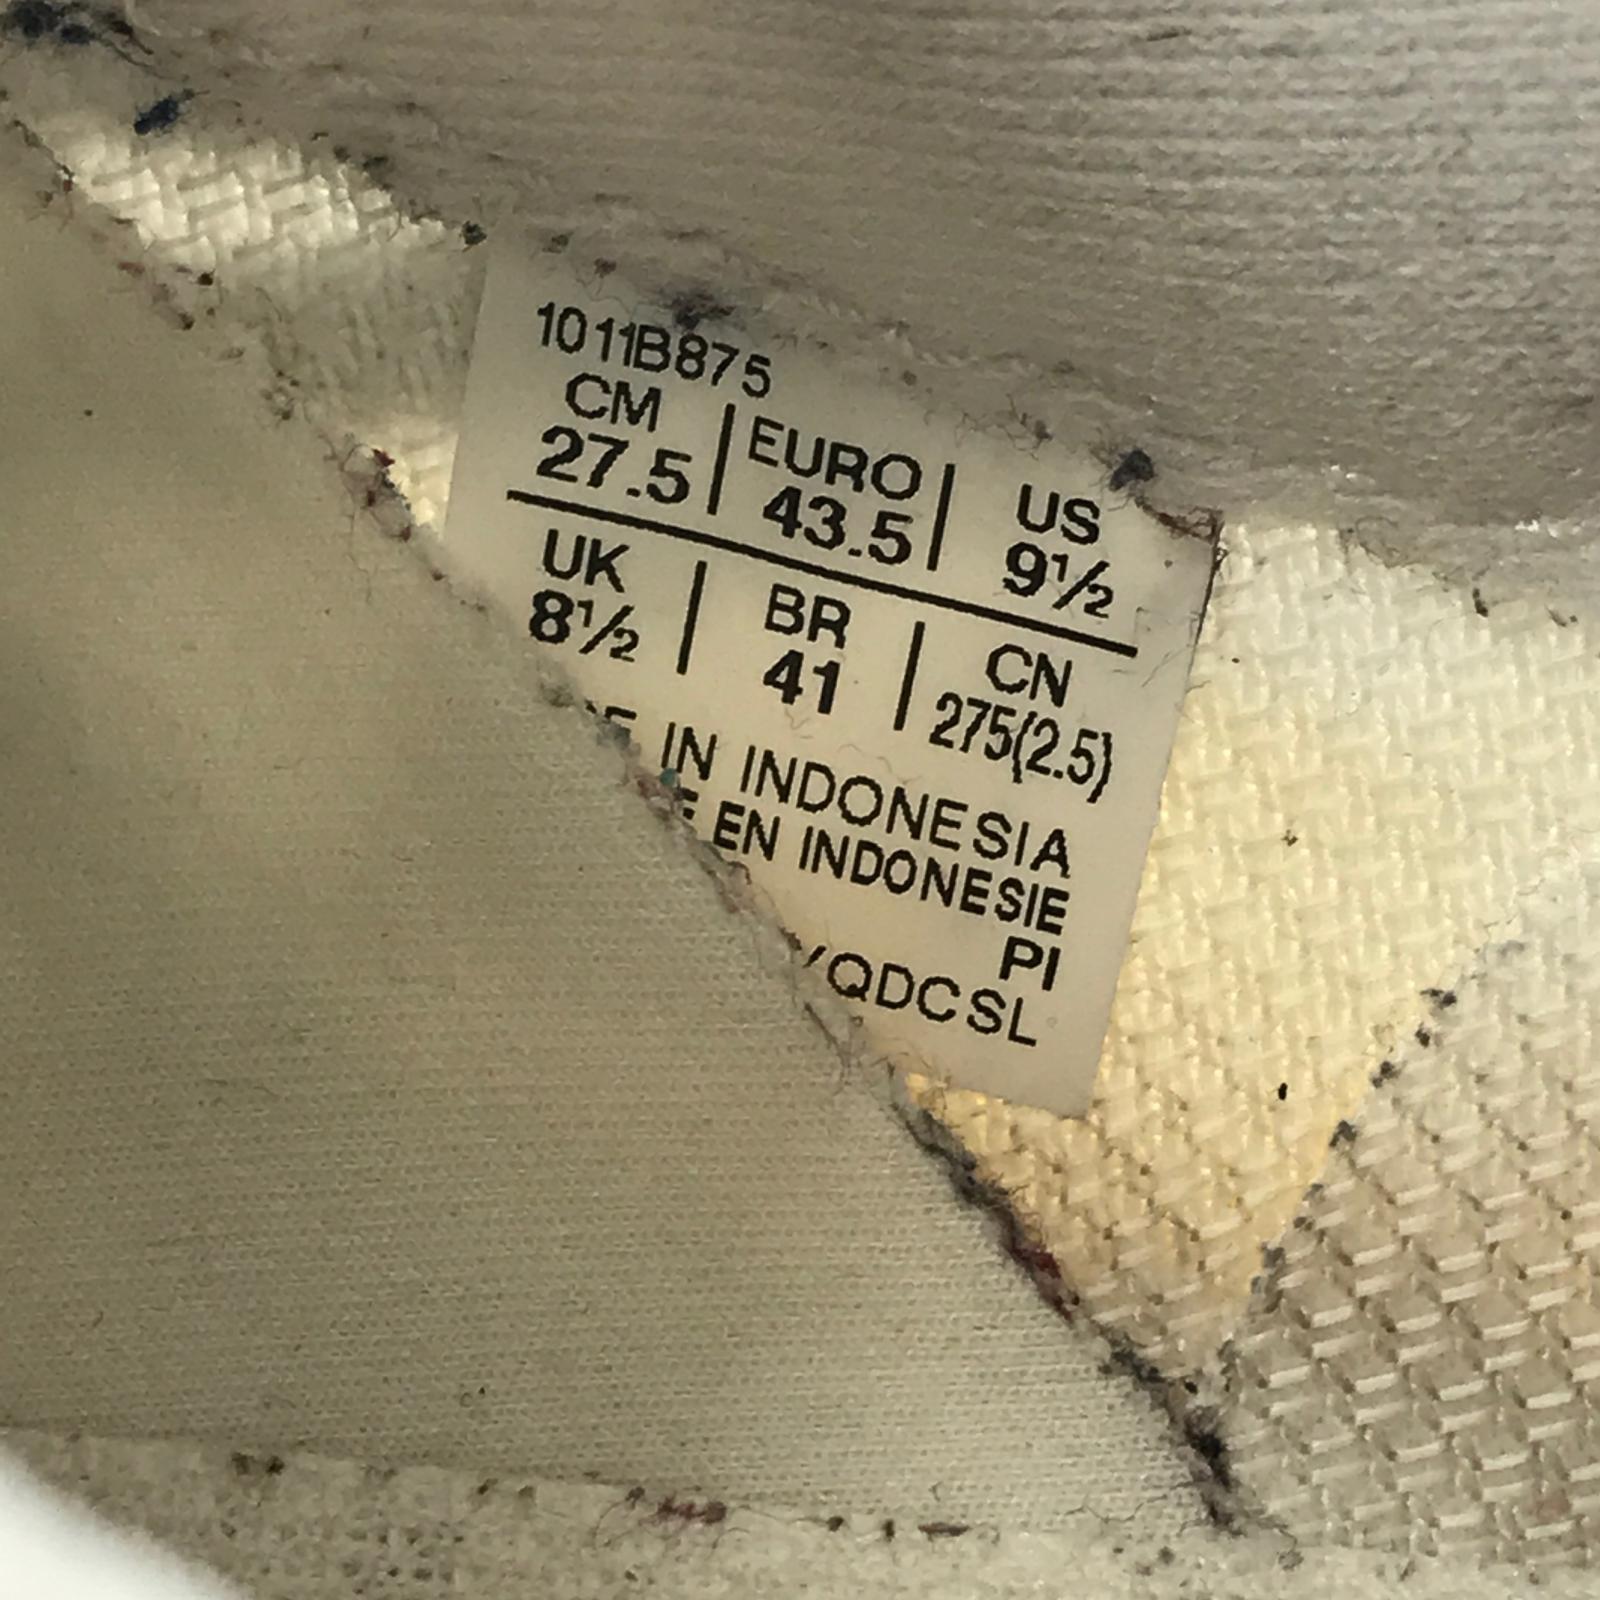 1011B875
CM | EURO | US
27.5 | 43.5 | 9½
UK | BR | CN
8½ | 41 | 275(2.5)
IN INDONESIA
EN INDONESIE
PI
QDCSL